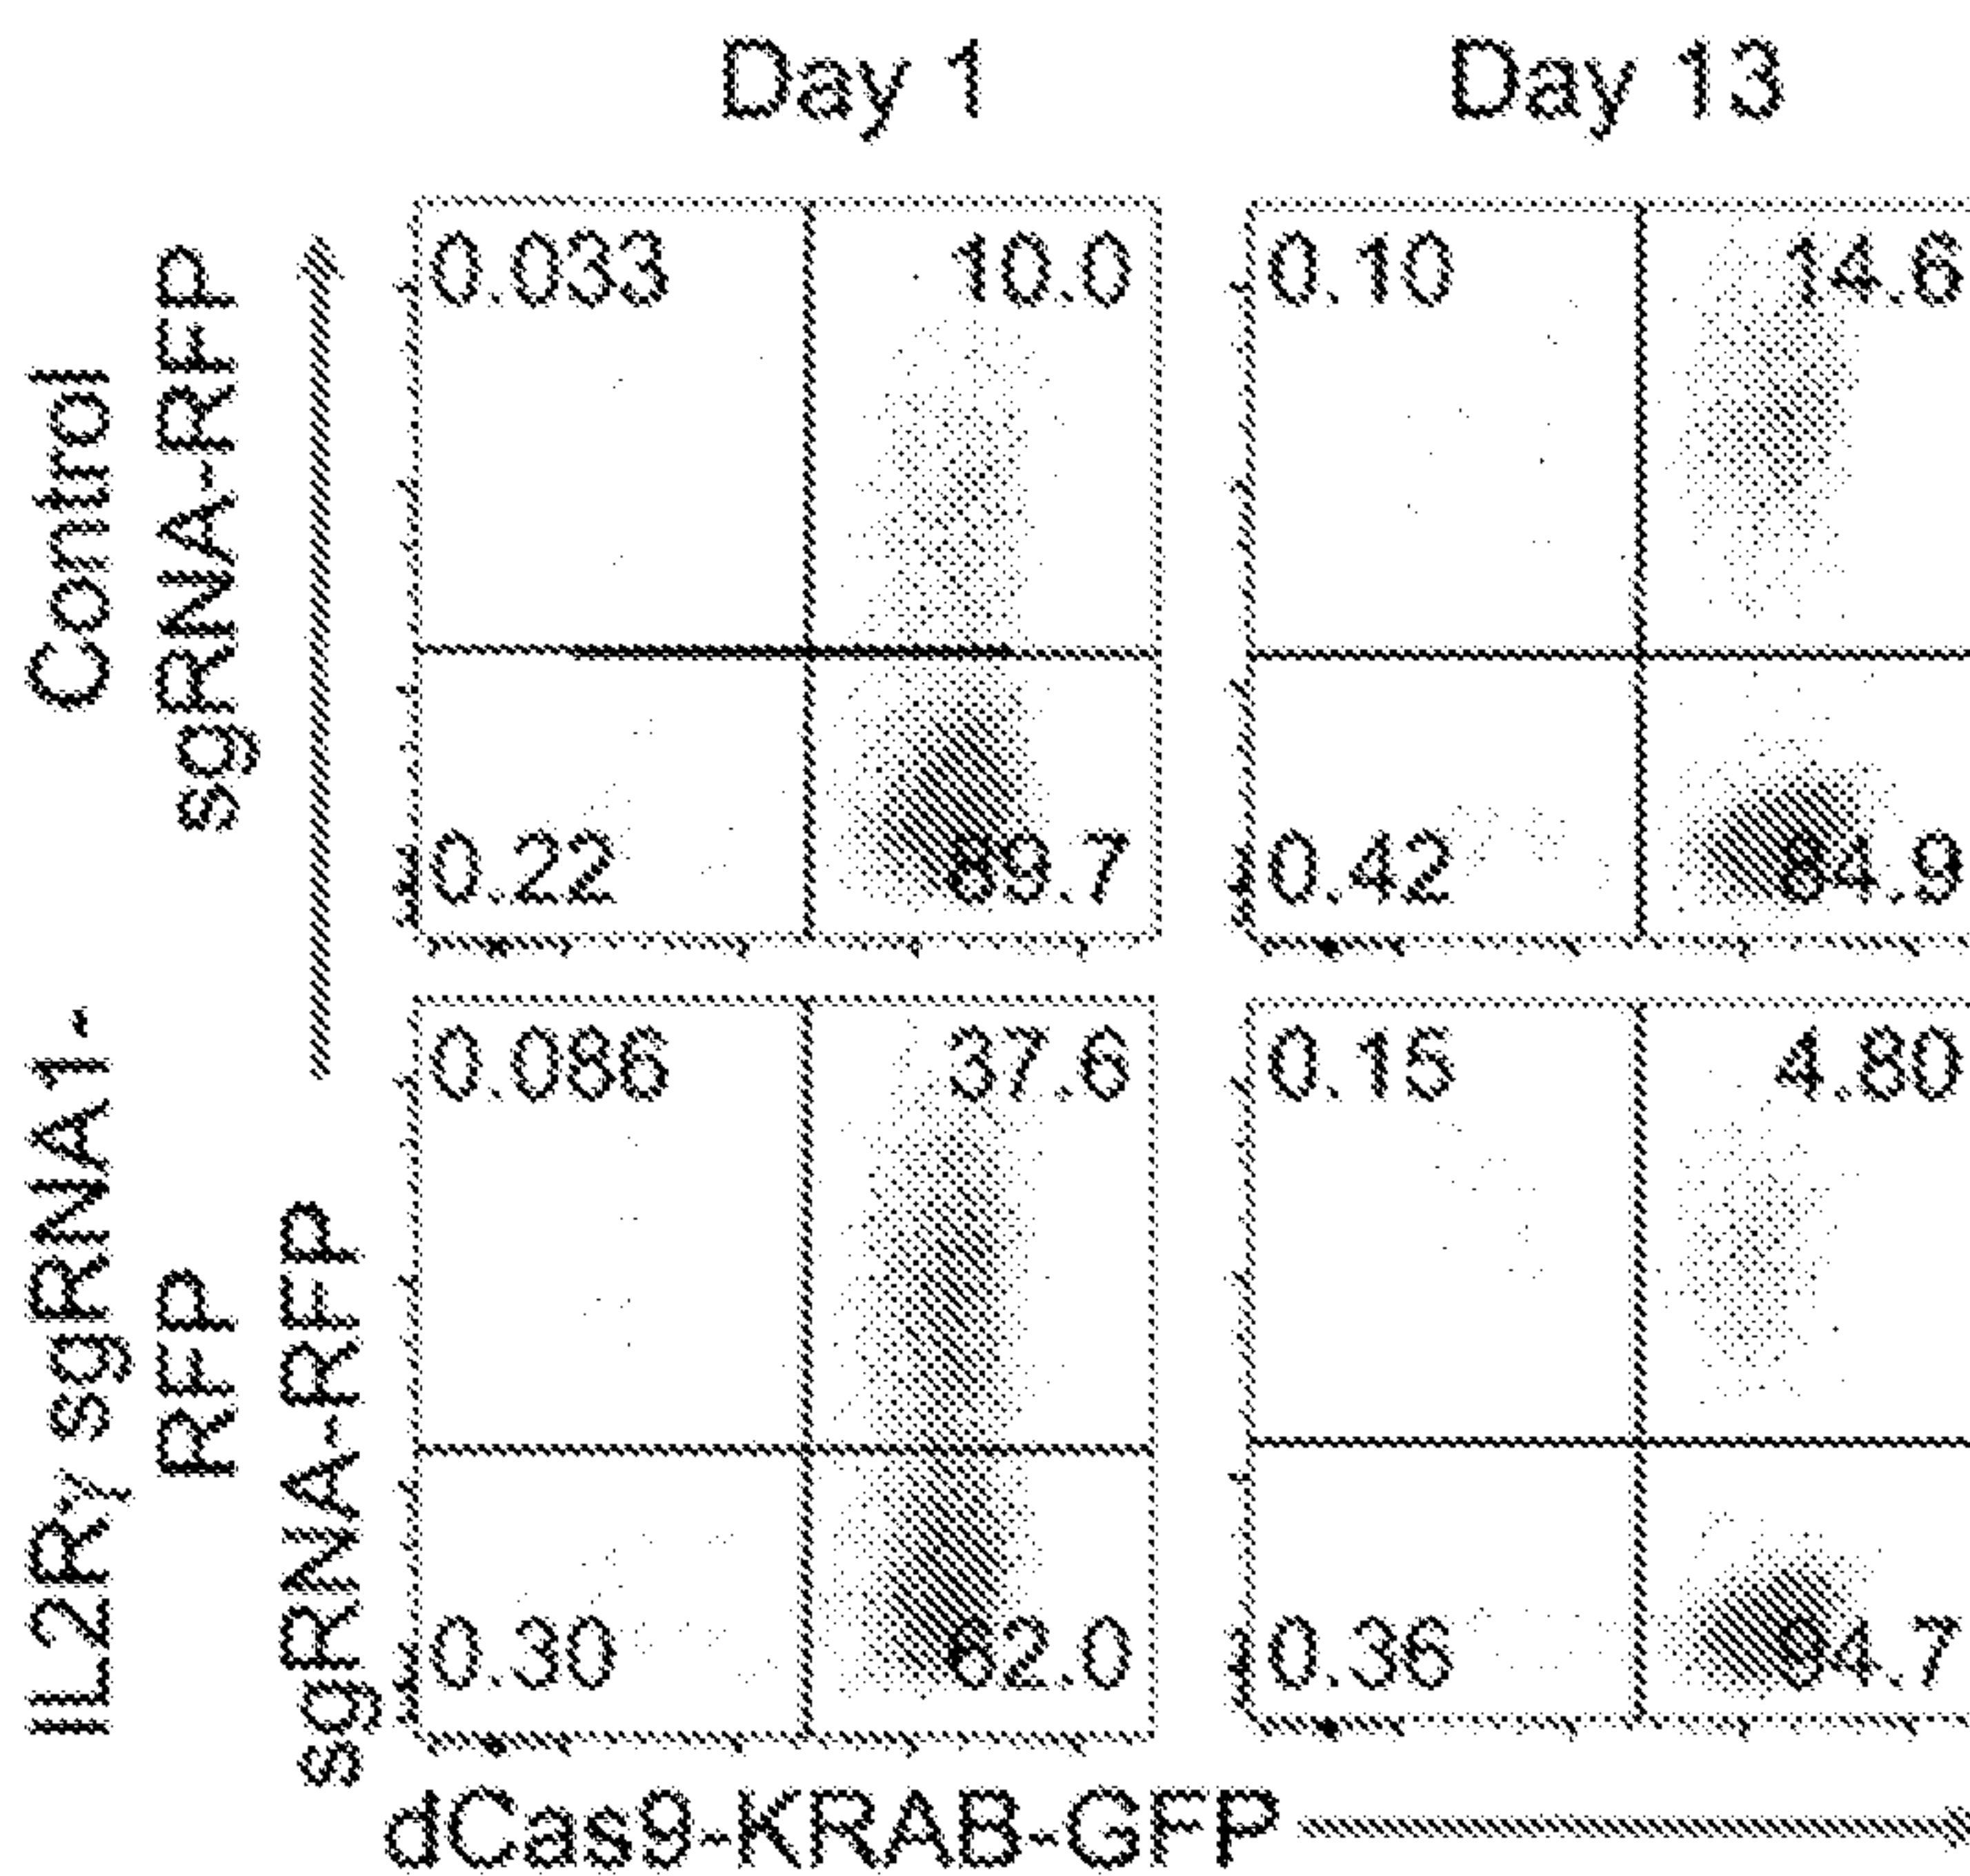 Day 1
Day 13
Control
sgRNA-RFP
0.033
10.0
0.10
14.6
0.22
89.7
0.42
84.9
IL2Rγ sgRNA1-
RFP
sgRNA-RFP
0.086
37.6
0.15
4.80
0.30
62.0
0.36
94.7
dCas9-KRAB-GFP